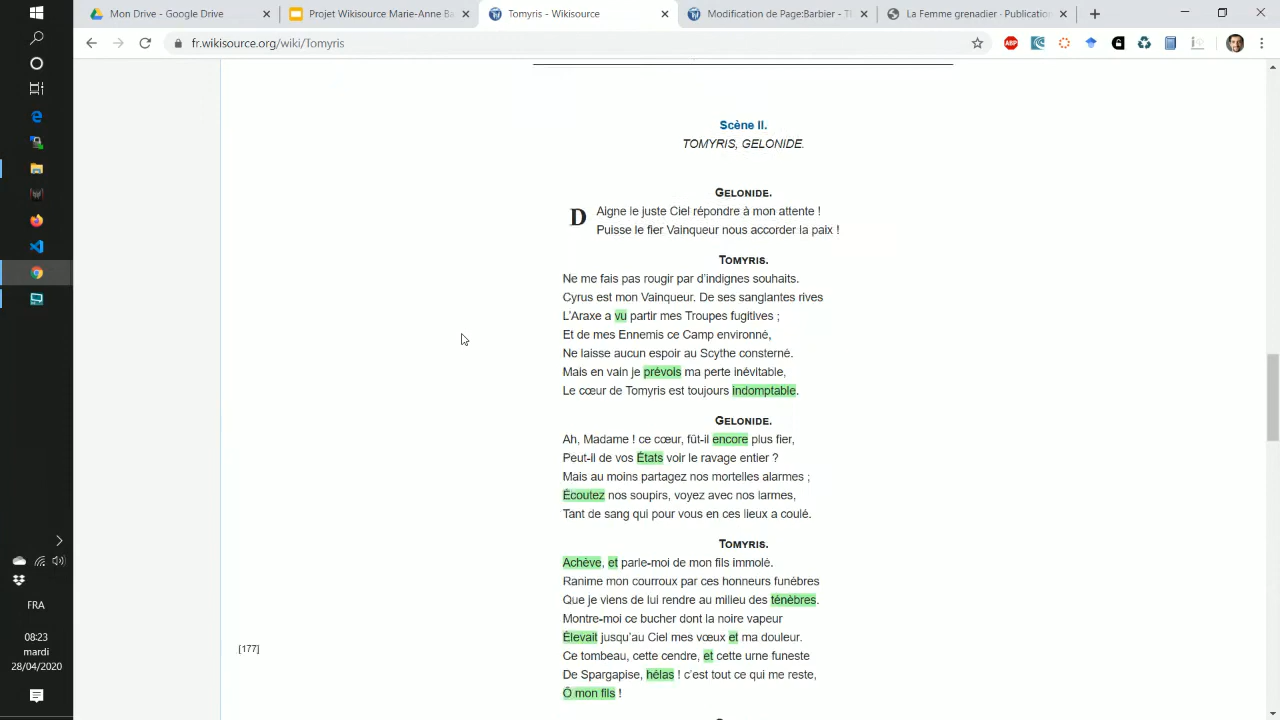 Mon Drive - Google Drive
Projet Wikisource Marie-Anne Ba
Tomyris - Wikisource
Modification de Page:Barbier - Th
La Femme grenadier - Publication
fr.wikisource.org/wiki/Tomyris
ABP
Scène II.
TOMYRIS, GELONIDE.
GELONIDE.
D Aigne le juste Ciel répondre à mon attente !
Puisse le fier Vainqueur nous accorder la paix !
TOMYRIS.
Ne me fais pas rougir par d’indignes souhaits.
Cyrus est mon Vainqueur. De ses sanglantes rives
L’Araxe a vu partir mes Troupes fugitives ;
Et de mes Ennemis ce Camp environné,
Ne laisse aucun espoir au Scythe consterné.
Mais en vain je prévois ma perte inévitable,
Le cœur de Tomyris est toujours indomptable.
GELONIDE.
Ah, Madame ! ce cœur, fût-il encore plus fier,
Peut-il de vos États voir le ravage entier ?
Mais au moins partagez nos mortelles alarmes ;
Écoutez nos soupirs, voyez avec nos larmes,
Tant de sang qui pour vous en ces lieux a coulé.
TOMYRIS.
Achève, et parle-moi de mon fils immolé.
Ranime mon courroux par ces honneurs funèbres
Que je viens de lui rendre au milieu des ténèbres.
Montre-moi ce bucher dont la noire vapeur
Élevait jusqu’au Ciel mes vœux et ma douleur.
[177]
Ce tombeau, cette cendre, et cette urne funeste
De Spargapise, hélas ! c’est tout ce qui me reste,
Ô mon fils !
FRA
08:23
mardi
28/04/2020